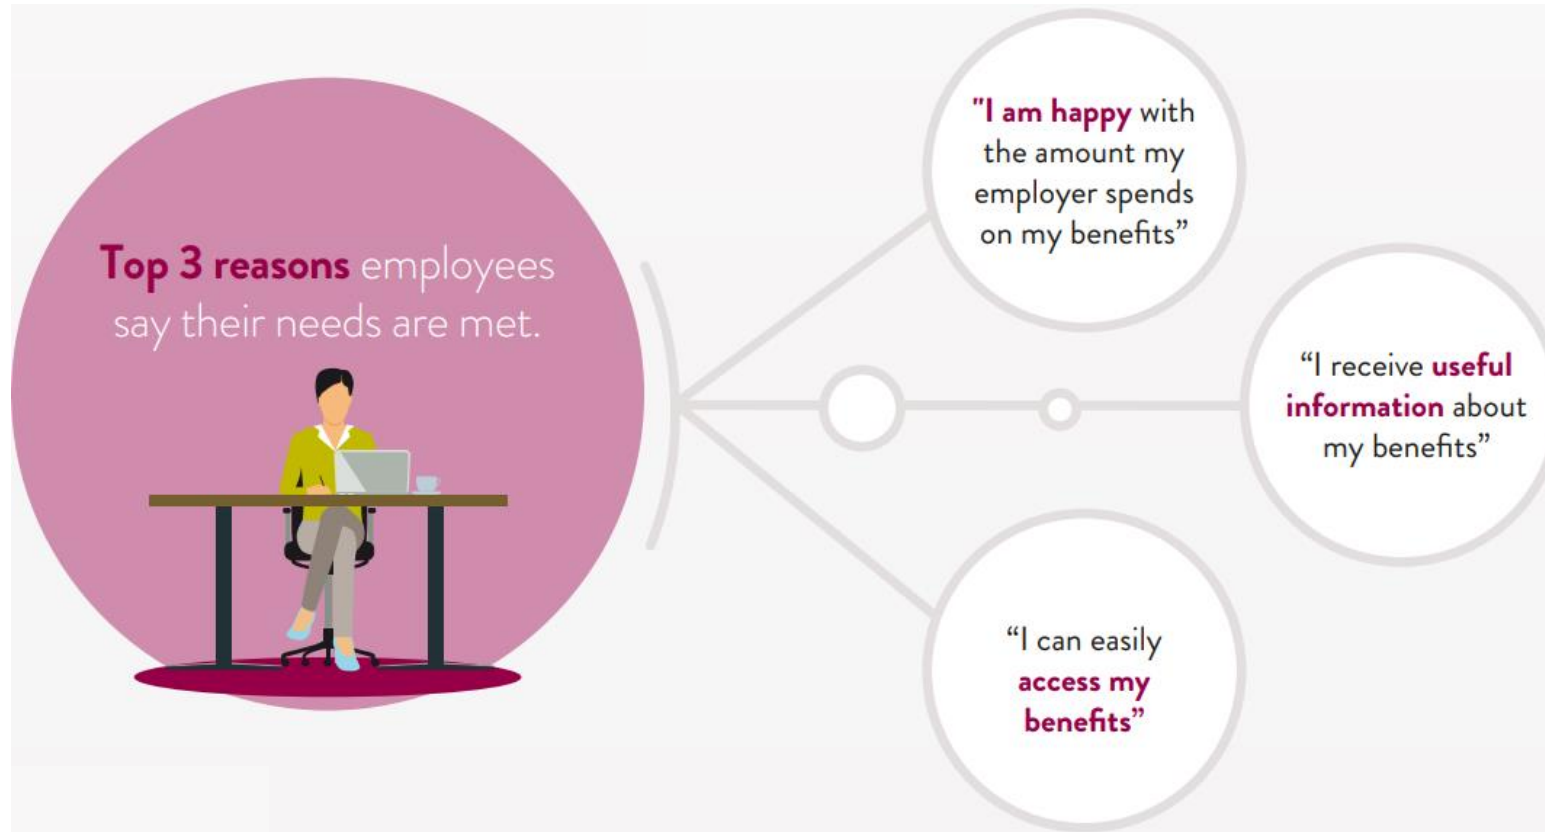 Top 3 reasons employees
say their needs are met.
"I am happy with
the amount my
employer spends
on my benefits”
“I receive useful
information about
my benefits”
“I can easily
access my
benefits”